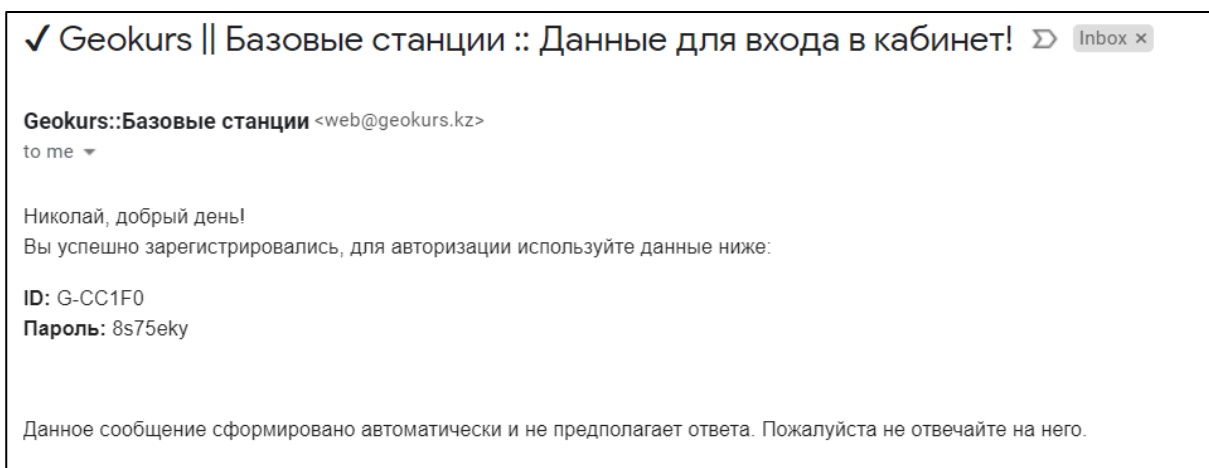 ✓ Geokurs || Базовые станции :: Данные для входа в кабинет! Inbox ×
Geokurs::Базовые станции <web@geokurs.kz>
to me
Николай, добрый день!
Вы успешно зарегистрировались, для авторизации используйте данные ниже:
ID: G-CC1F0
Пароль: 8s75eky
Данное сообщение сформировано автоматически и не предполагает ответа. Пожалуйста не отвечайте на него.